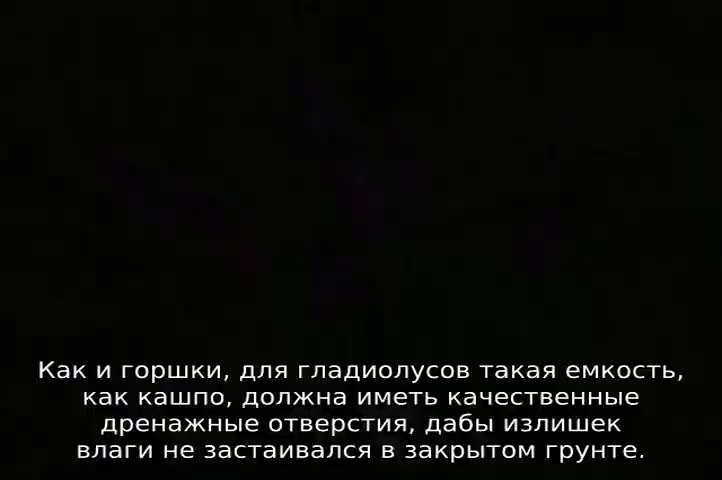 Как и горшки, для гладиолусов такая емкость,
как кашпо, должна иметь качественные
дренажные отверстия, дабы излишек
влаги не застаивался в закрытом грунте.